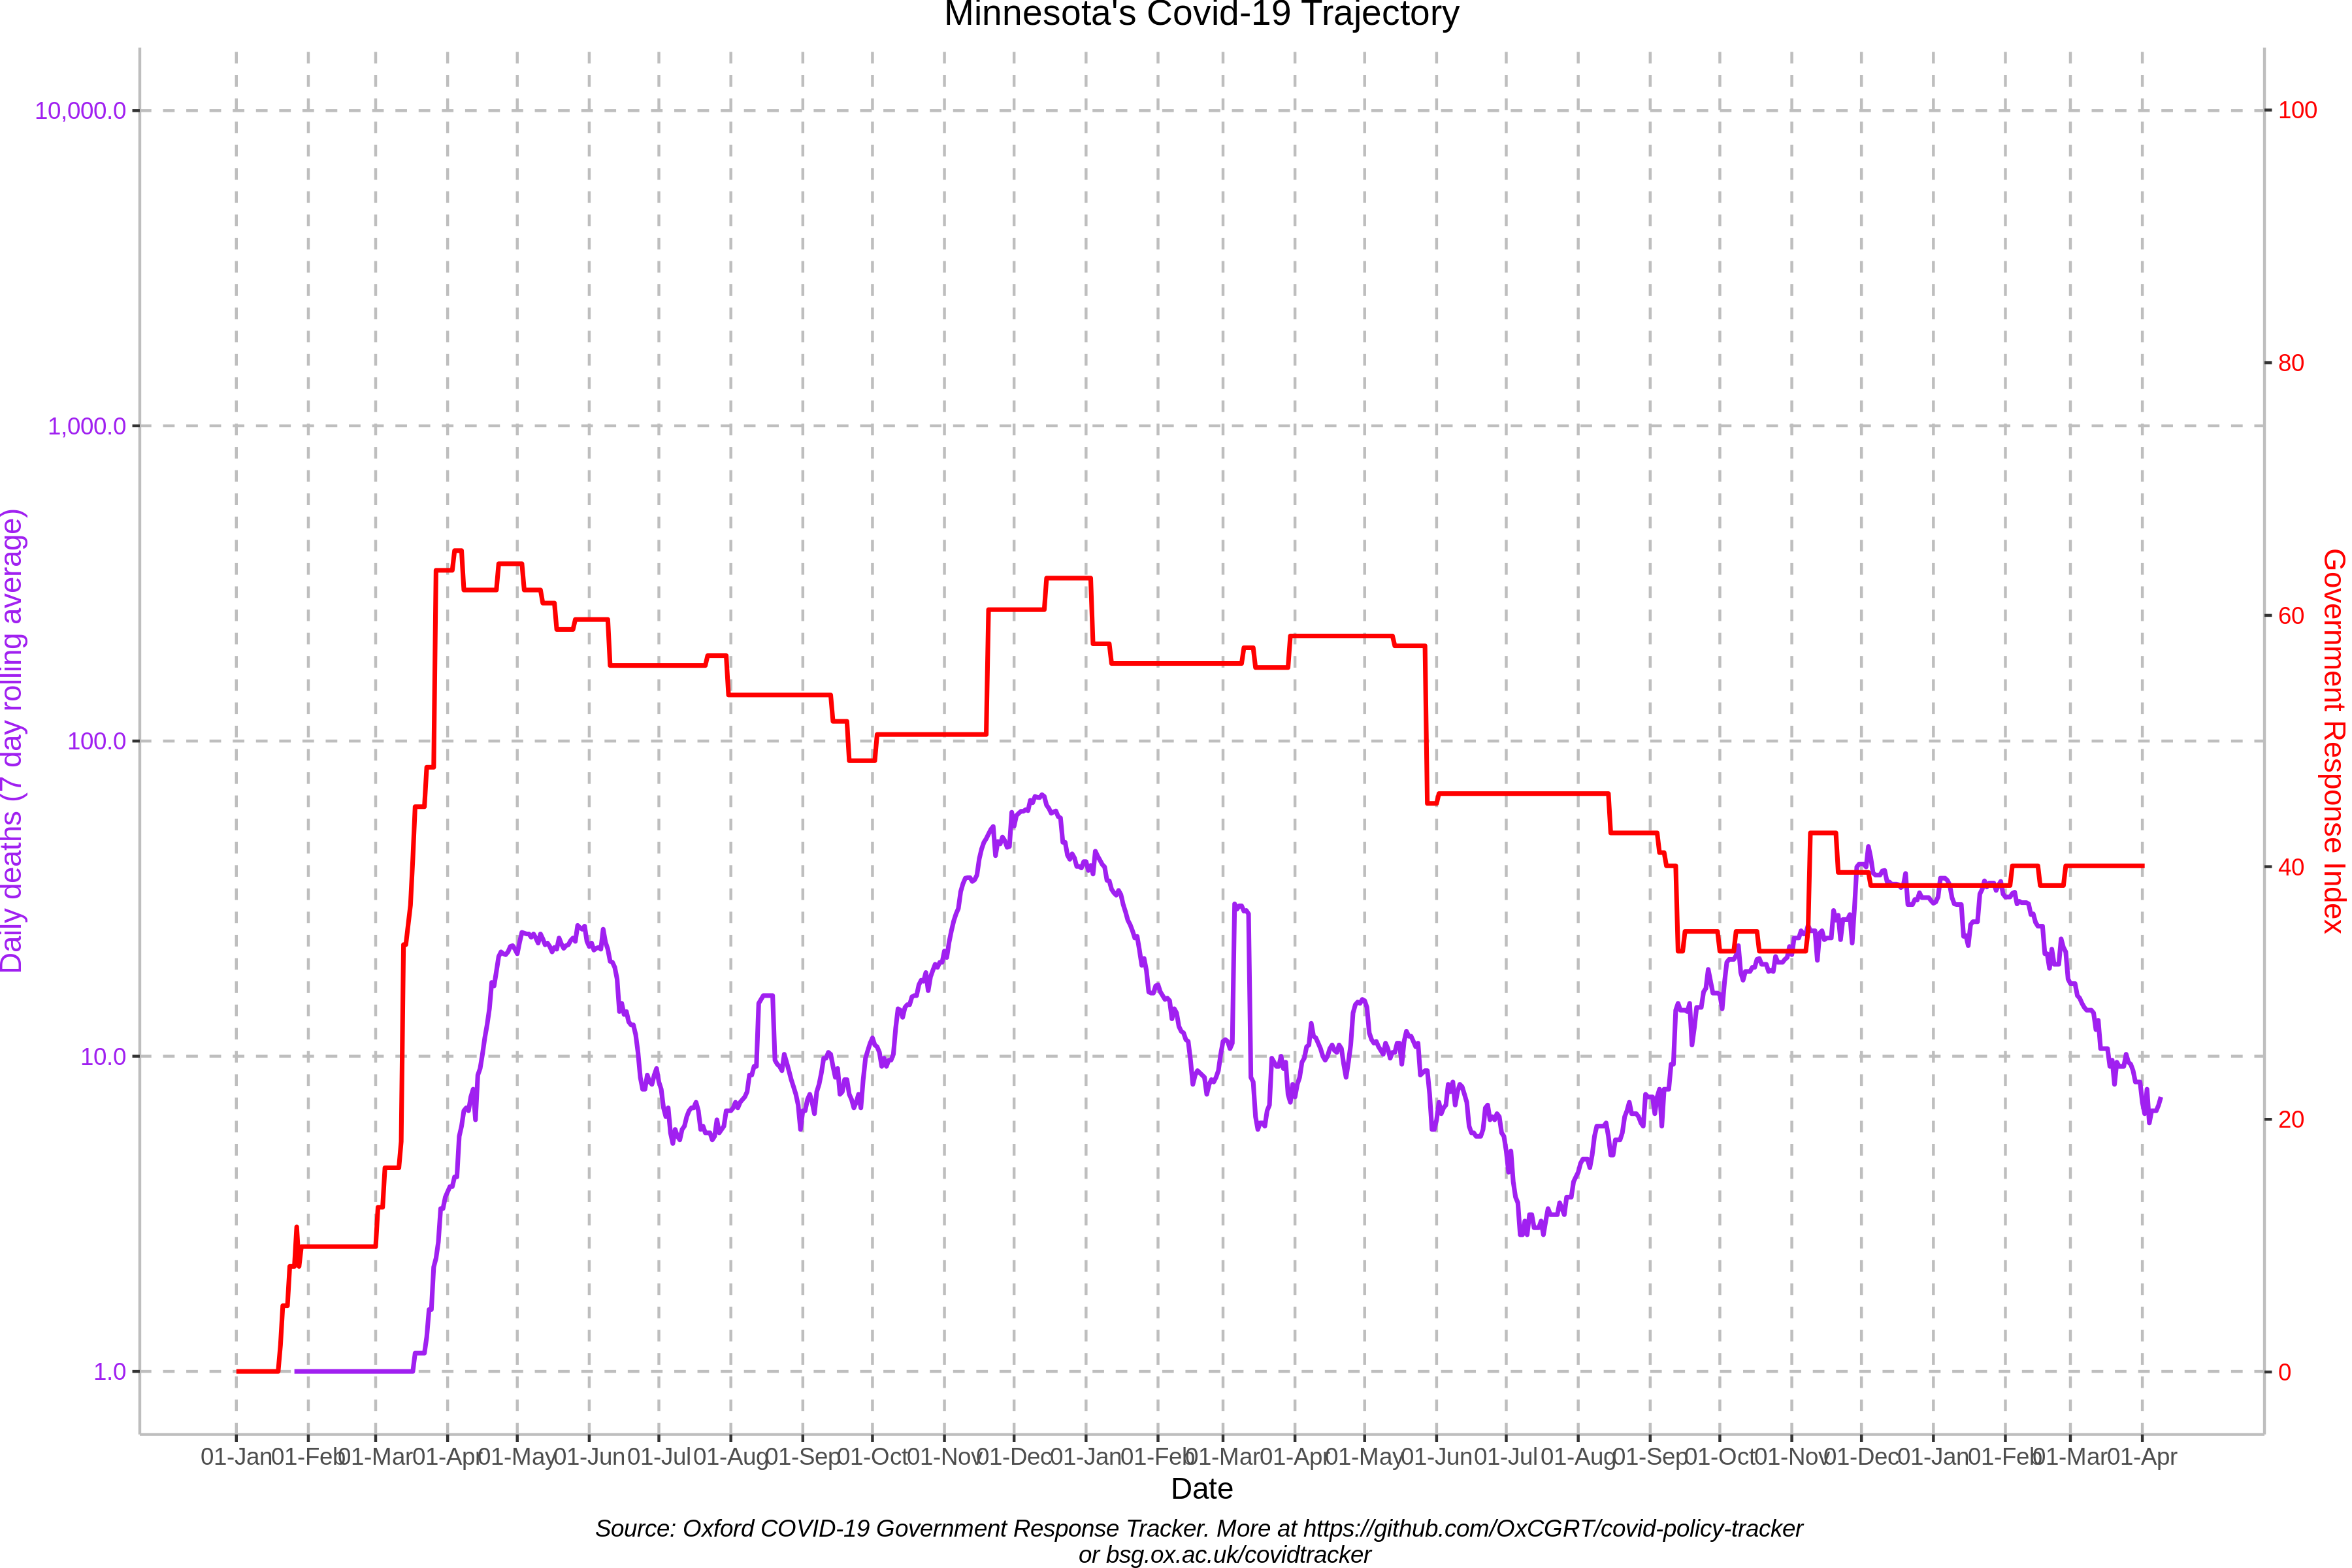 Minnesota's Covid-19 Trajectory
10,000.0
1,000.0
100.0
10.0
1.0
Daily deaths (7 day rolling average)
100
80
60
40
20
0
Government Response Index
01-Jan 01-Feb 01-Mar 01-Apr 01-May 01-Jun 01-Jul 01-Aug 01-Sep 01-Oct 01-Nov 01-Dec 01-Jan 01-Feb 01-Mar 01-Apr 01-May 01-Jun 01-Jul 01-Aug 01-Sep 01-Oct 01-Nov 01-Dec 01-Jan 01-Feb 01-Mar 01-Apr
Date
Source: Oxford COVID-19 Government Response Tracker. More at https://github.com/OxCGRT/covid-policy-tracker
or bsg.ox.ac.uk/covidtracker